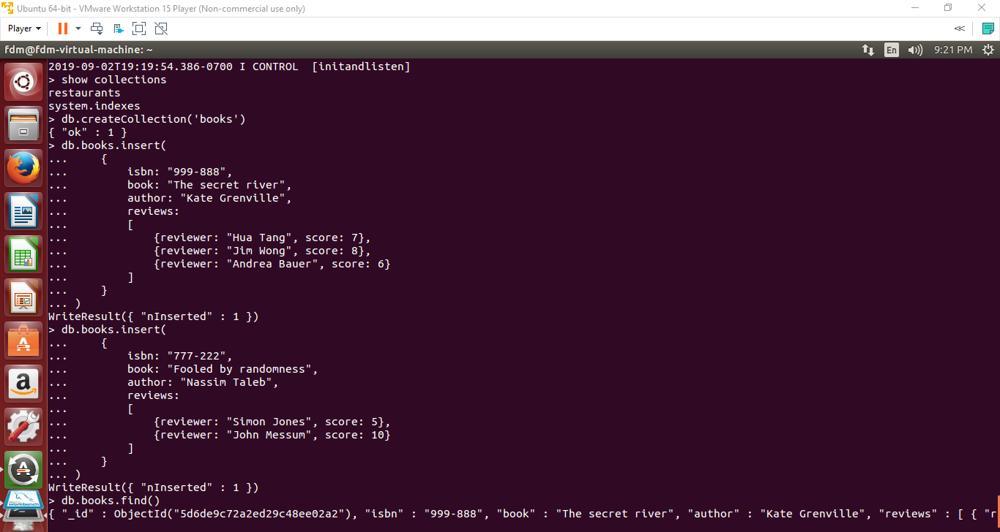 Ubuntu 64-bit - VMware Workstation 15 Player (Non-commercial use only)
Player
fdm@fdm-virtual-machine: ~
En
9:21 PM
2019-09-02T19:19:54.386-0700 I CONTROL  [initandlisten]
> show collections
restaurants
system.indexes
> db.createCollection('books')
{ "ok" : 1 }
> db.books.insert(
...     {
...         isbn: "999-888",
...         book: "The secret river",
...         author: "Kate Grenville",
...         reviews:
...         [
...             {reviewer: "Hua Tang", score: 7},
...             {reviewer: "Jim Wong", score: 8},
...             {reviewer: "Andrea Bauer", score: 6}
...         ]
...     }
... )
WriteResult({ "nInserted" : 1 })
> db.books.insert(
...     {
...         isbn: "777-222",
...         book: "Fooled by randomness",
...         author: "Nassim Taleb",
...         reviews:
...         [
...             {reviewer: "Simon Jones", score: 5},
...             {reviewer: "John Messum", score: 10}
...         ]
...     }
... )
WriteResult({ "nInserted" : 1 })
> db.books.find()
{ "_id" : ObjectId("5d6de9c72a2ed29c48ee02a2"), "isbn" : "999-888", "book" : "The secret river", "author" : "Kate Grenville", "reviews" : [ { "r